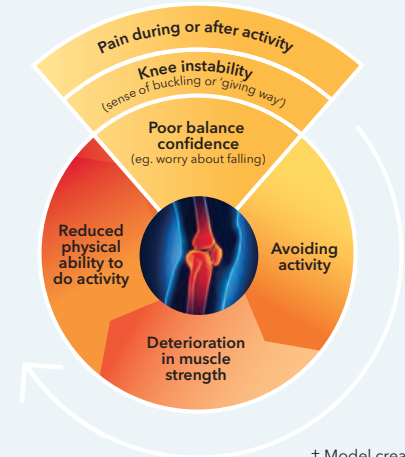 Pain during or after activity
Knee instability
(sense of buckling or ‘giving way’)
Poor balance
confidence
(eg. worry about falling)
Avoiding
activity
Deterioration
in muscle
strength
Reduced
physical
ability to
do activity
‡ Model crea